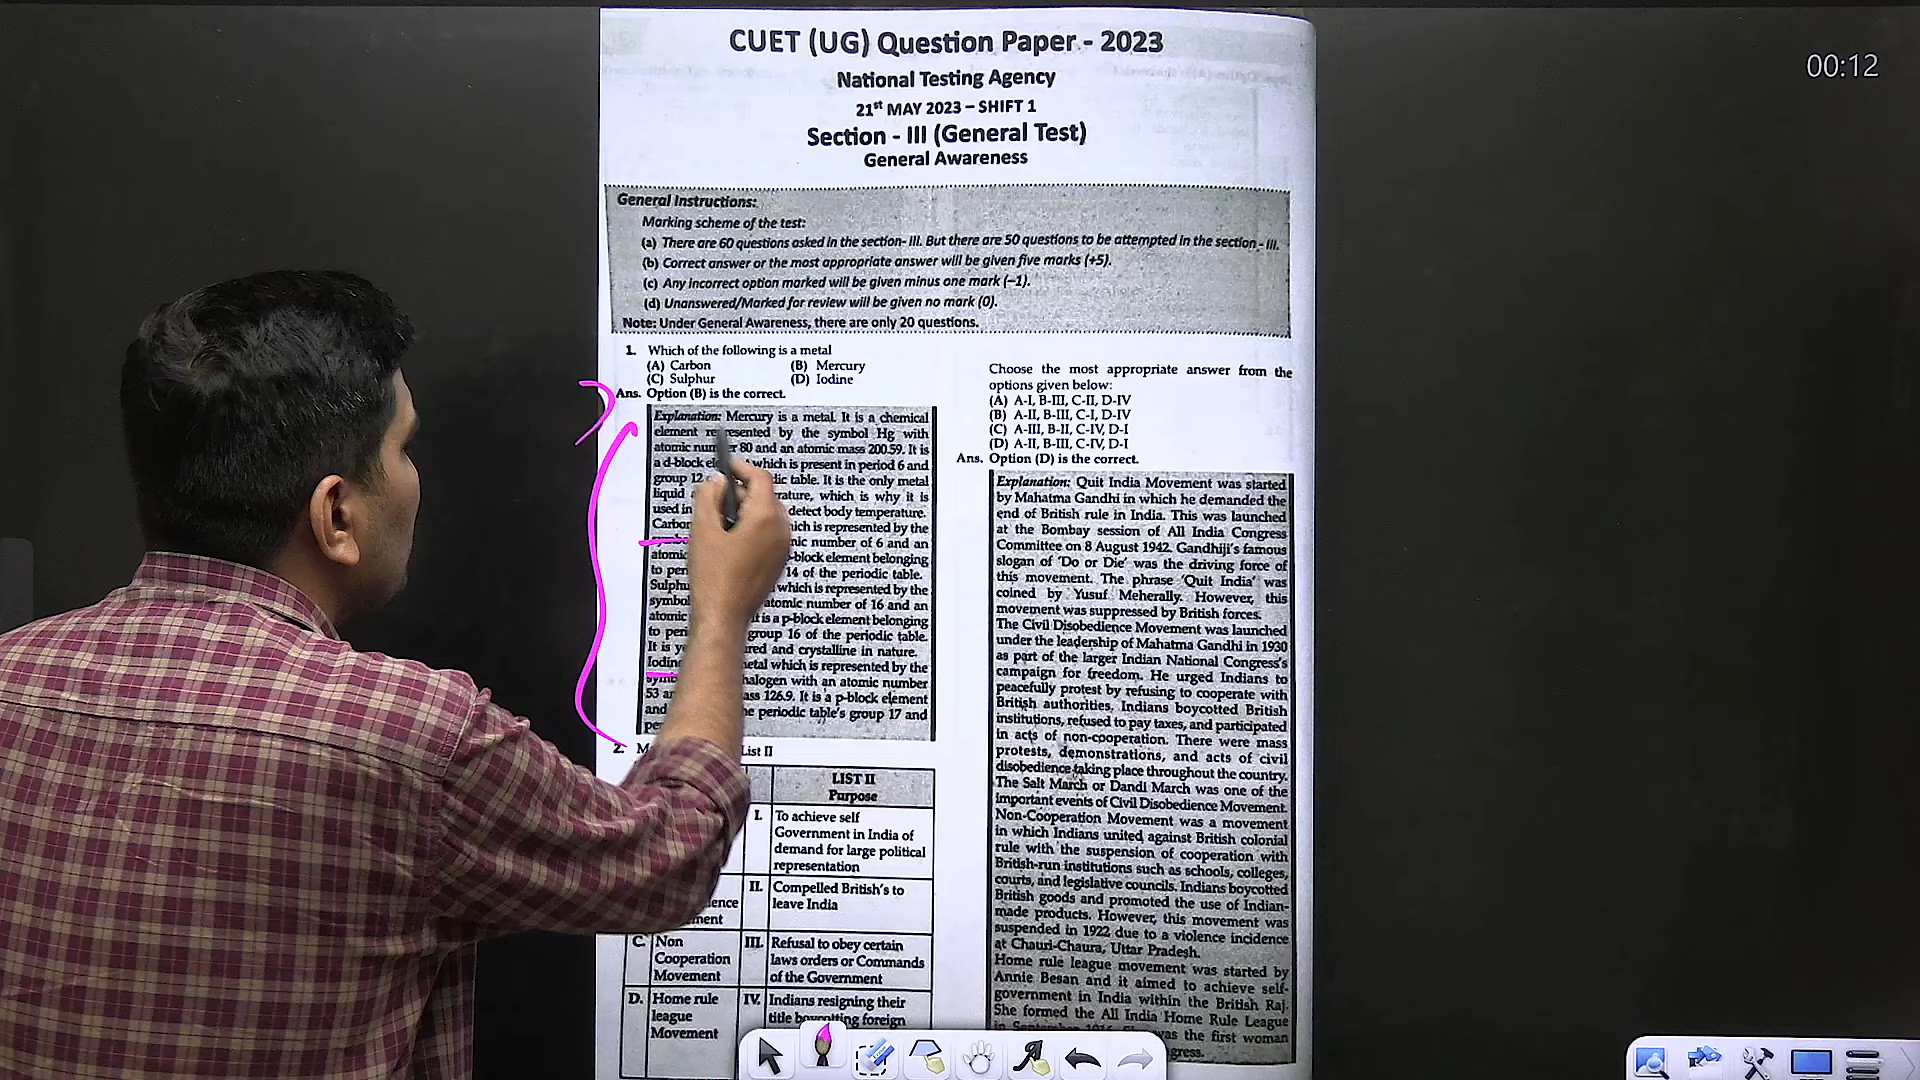 CUET (UG) Question Paper - 2023
00:12
National Testing Agency
21st MAY 2023 – SHIFT 1
Section - III (General Test)
General Awareness
General Instructions:
Marking scheme of the test:
(a) There are 60 questions asked in the section- III. But there are 50 questions to be attempted in the section - III.
(b) Correct answer or the most appropriate answer will be given five marks (+5).
(c) Any incorrect option marked will be given minus one mark (–1).
(d) Unanswered/Marked for review will be given no mark (0).
Note: Under General Awareness, there are only 20 questions.
1. Which of the following is a metal
(A) Carbon (B) Mercury
(C) Sulphur (D) Iodine
Ans. Option (B) is the correct.
Explanation: Mercury is a metal. It is a chemical
element represented by the symbol Hg with
atomic number 80 and an atomic mass 200.59. It is
a d-block which is present in period 6 and
group 12 table. It is the only metal
liquid which is why it is
used in detect body temperature.
Carbon which is represented by the
number of 6 and an
atomic block element belonging
to 14 of the periodic table.
which is represented by the
symbol atomic number of 16 and an
atomic It is a p-block element belonging
to group 16 of the periodic table.
It is and crystalline in nature.
which is represented by the
halogen with an atomic number
53 126.9. It is a p-block element
and periodic table's group 17 and
2. List II
LIST II
Purpose
I. To achieve self
Government in India of
demand for large political
representation
II. Compelled British's to
leave India
C. Non
Cooperation
Movement
III. Refusal to obey certain
laws orders or Commands
of the Government
D. Home rule
league
Movement
IV. Indians resigning their
title boycotting foreign
Choose the most appropriate answer from the
options given below:
(A) A-I, B-III, C-II, D-IV
(B) A-II, B-III, C-I, D-IV
(C) A-III, B-II, C-IV, D-I
(D) A-II, B-III, C-IV, D-I
Ans. Option (D) is the correct.
Explanation: Quit India Movement was started
by Mahatma Gandhi in which he demanded the
end of British rule in India. This was launched
at the Bombay session of All India Congress
Committee on 8 August 1942. Gandhiji's famous
slogan of 'Do or Die' was the driving force of
this movement. The phrase 'Quit India' was
coined by Yusuf Meherally. However, this
movement was suppressed by British forces.
The Civil Disobedience Movement was launched
under the leadership of Mahatma Gandhi in 1930
as part of the larger Indian National Congress's
campaign for freedom. He urged Indians to
peacefully protest by refusing to cooperate with
British authorities, Indians boycotted British
institutions, refused to pay taxes, and participated
in acts of non-cooperation. There were mass
protests, demonstrations, and acts of civil
disobedience taking place throughout the country.
The Salt March or Dandi March was one of the
important events of Civil Disobedience Movement.
Non-Cooperation Movement was a movement
in which Indians united against British colonial
rule with the suspension of cooperation with
British-run institutions such as schools, colleges,
courts, and legislative councils. Indians boycotted
British goods and promoted the use of Indian-
made products. However, this movement was
suspended in 1922 due to a violence incidence
at Chauri-Chaura, Uttar Pradesh.
Home rule league movement was started by
Annie Besan and it aimed to achieve self-
government in India within the British Raj.
She formed the All India Home Rule League
in September 1916. was the first woman